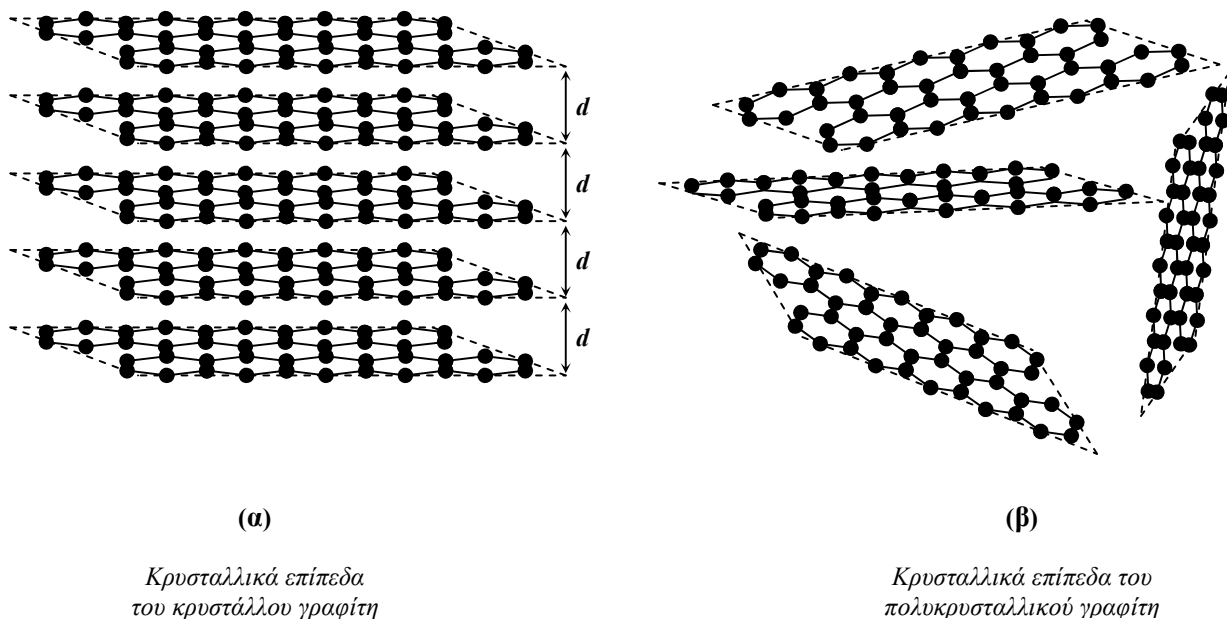 d
d
d
d
(α)
Κρυσταλλικά επίπεδα
του κρυστάλλου γραφίτη
(β)
Κρυσταλλικά επίπεδα του
πολυκρυσταλλικού γραφίτη